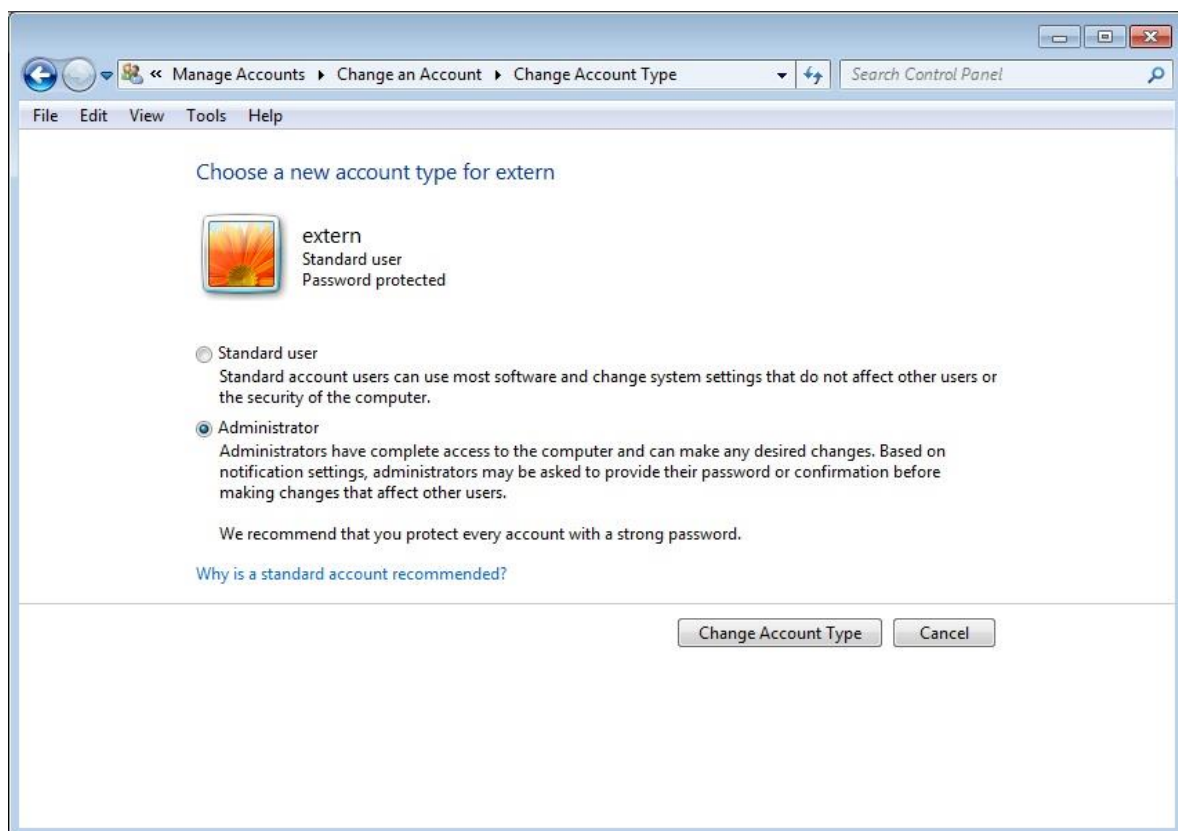 « Manage Accounts ▸ Change an Account ▸ Change Account Type
Search Control Panel
File Edit View Tools Help
Choose a new account type for extern
extern
Standard user
Password protected
Standard user
Standard account users can use most software and change system settings that do not affect other users or
the security of the computer.
Administrator
Administrators have complete access to the computer and can make any desired changes. Based on
notification settings, administrators may be asked to provide their password or confirmation before
making changes that affect other users.
We recommend that you protect every account with a strong password.
Why is a standard account recommended?
Change Account Type Cancel